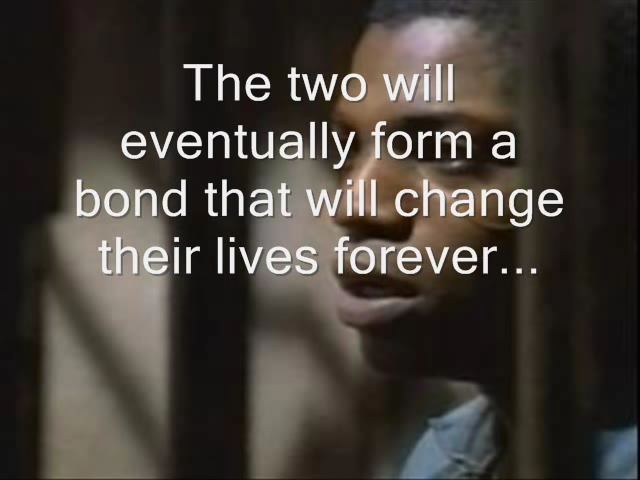 The two will
eventually form a
bond that will change
their lives forever...